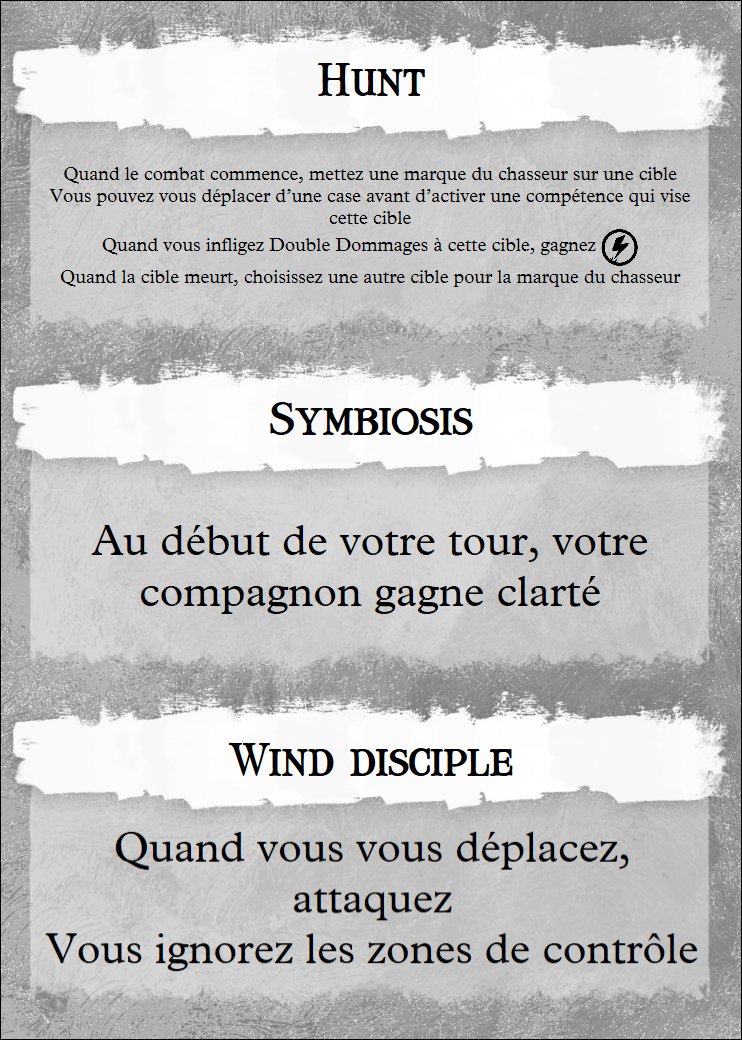 Hunt
Quand le combat commence, mettez une marque du chasseur sur une cible
Vous pouvez vous déplacer d’une case avant d’activer une compétence qui vise
cette cible
Quand vous infligez Double Dommages à cette cible, gagnez
Quand la cible meurt, choisissez une autre cible pour la marque du chasseur
Symbiosis
Au début de votre tour, votre
compagnon gagne clarté
Wind disciple
Quand vous vous déplacez,
attaquez
Vous ignorez les zones de contrôle